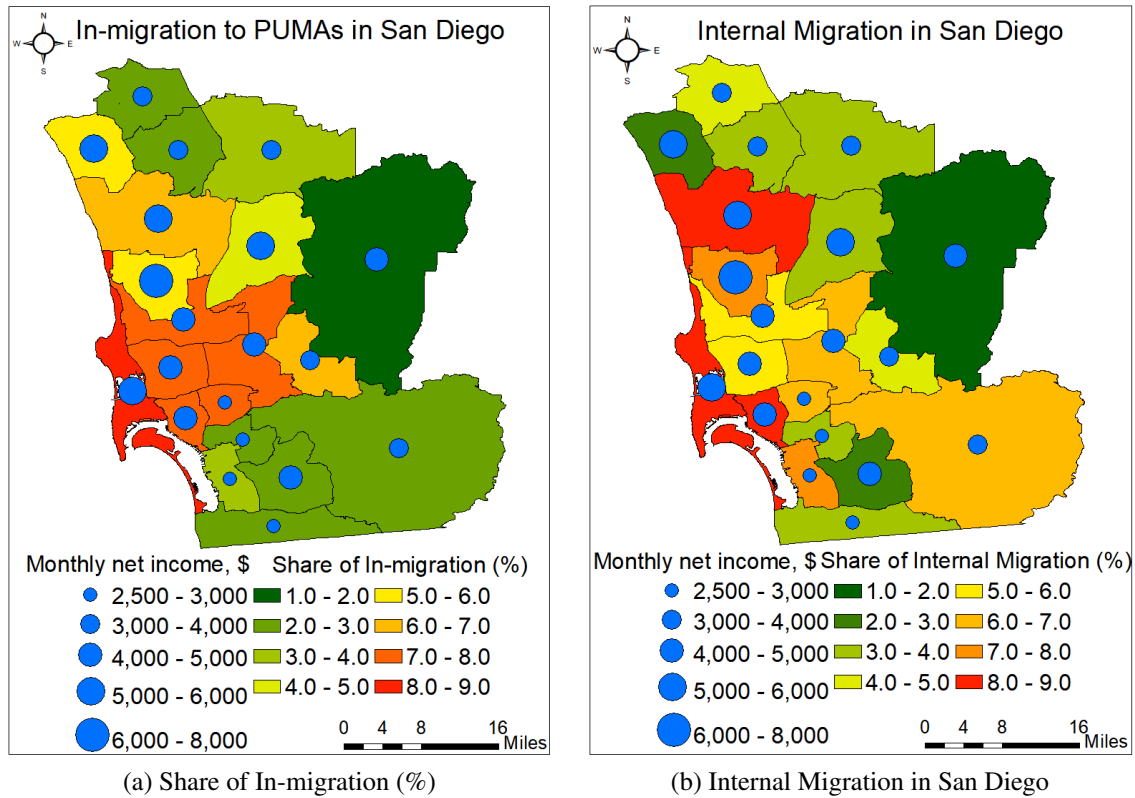 In-migration to PUMAs in San Diego
N
W E
S
Monthly net income, $ Share of In-migration (%)
2,500 - 3,000 1.0 - 2.0 5.0 - 6.0
3,000 - 4,000 2.0 - 3.0 6.0 - 7.0
4,000 - 5,000 3.0 - 4.0 7.0 - 8.0
5,000 - 6,000 4.0 - 5.0 8.0 - 9.0
6,000 - 8,000
0 4 8 16
Miles
(a) Share of In-migration (%)
Internal Migration in San Diego
N
W E
S
Monthly net income, $ Share of Internal Migration (%)
2,500 - 3,000 1.0 - 2.0 5.0 - 6.0
3,000 - 4,000 2.0 - 3.0 6.0 - 7.0
4,000 - 5,000 3.0 - 4.0 7.0 - 8.0
5,000 - 6,000 4.0 - 5.0 8.0 - 9.0
6,000 - 8,000
0 4 8 16
Miles
(b) Internal Migration in San Diego